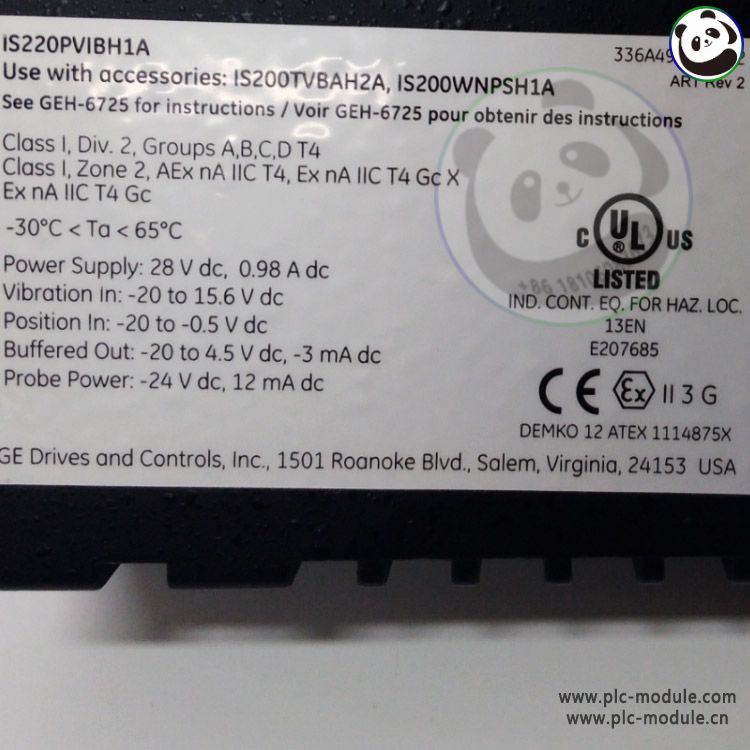 IS220PVIBH1A
336A49
Use with accessories: IS200TVBAH2A, IS200WNPSH1A
ART Rev 2
See GEH-6725 for instructions / Voir GEH-6725 pour obtenir des instructions
Class I, Div. 2, Groups A,B,C,D T4
Class I, Zone 2, AEx nA IIC T4, Ex nA IIC T4 Gc X
Ex nA IIC T4 Gc
-30°C < Ta < 65°C
Power Supply: 28 V dc, 0.98 A dc
Vibration In: -20 to 15.6 V dc
Position In: -20 to -0.5 V dc
Buffered Out: -20 to 4.5 V dc, -3 mA dc
Probe Power: -24 V dc, 12 mA dc
C UL ® US
LISTED
IND. CONT. EQ. FOR HAZ. LOC.
13EN
E207685
CE Ex II 3 G
DEMKO 12 ATEX 1114875X
GE Drives and Controls, Inc., 1501 Roanoke Blvd., Salem, Virginia, 24153 USA
www.plc-module.com
www.plc-module.cn